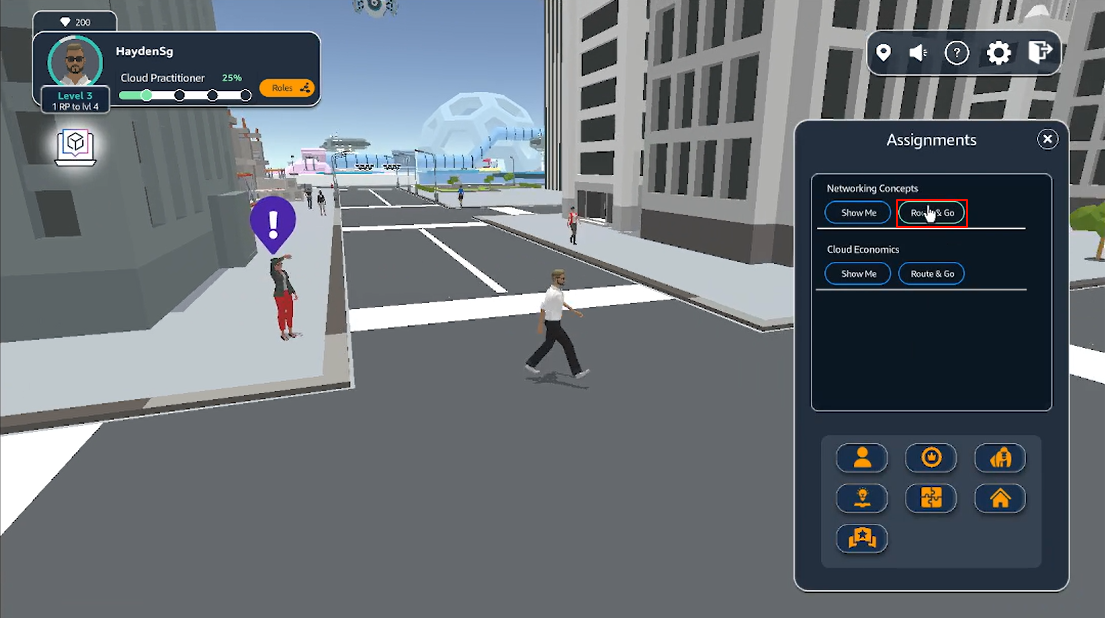 200
HaydenSg
Cloud Practitioner 25%
Roles
Level 3
1 RP to lvl 4
Assignments
Networking Concepts
Show Me
Route & Go
Cloud Economics
Show Me
Route & Go